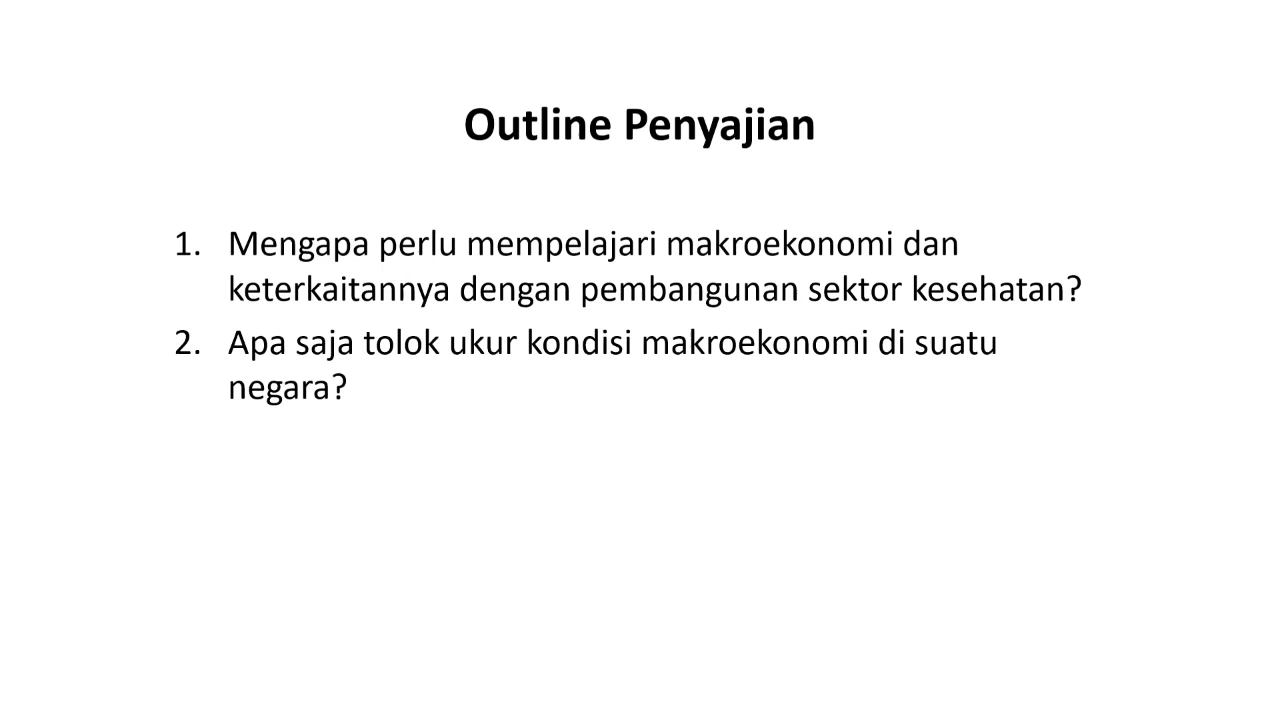 Outline Penyajian
1. Mengapa perlu mempelajari makroekonomi dan
keterkaitannya dengan pembangunan sektor kesehatan?
2. Apa saja tolok ukur kondisi makroekonomi di suatu
negara?